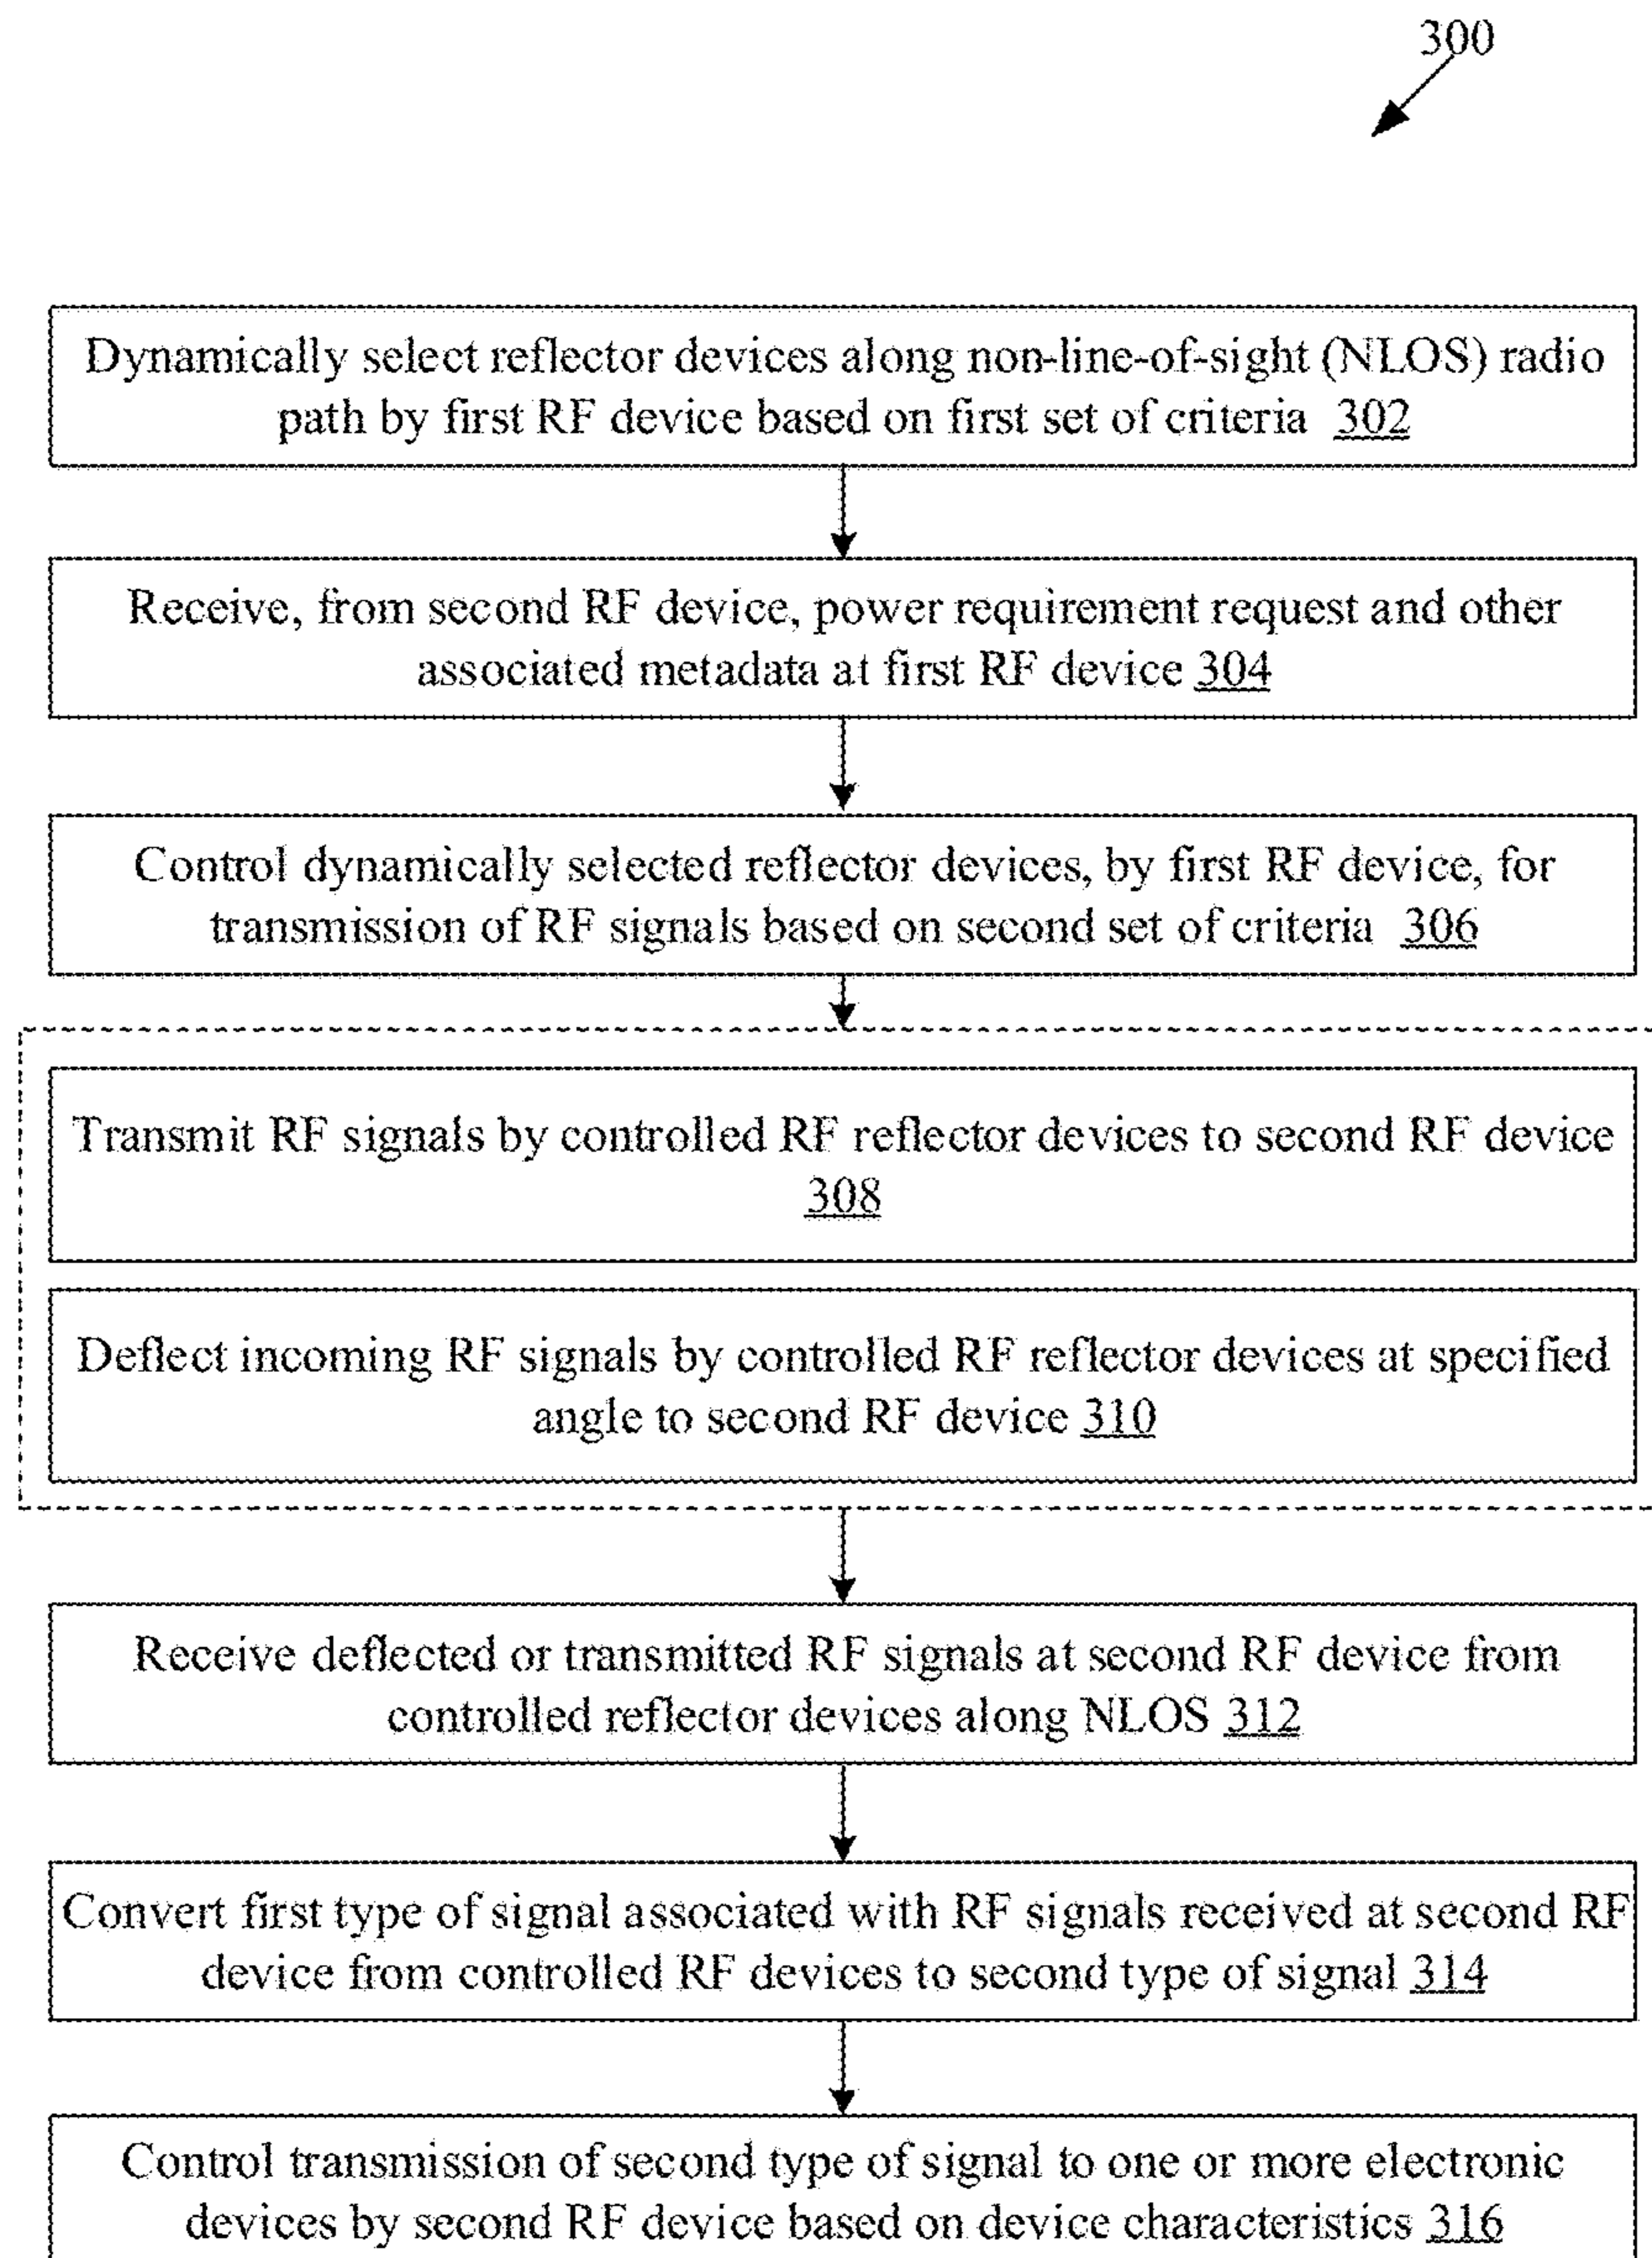 300
Dynamically select reflector devices along non-line-of-sight (NLOS) radio
path by first RF device based on first set of criteria 302
Receive, from second RF device, power requirement request and other
associated metadata at first RF device 304
Control dynamically selected reflector devices, by first RF device, for
transmission of RF signals based on second set of criteria 306
Transmit RF signals by controlled RF reflector devices to second RF device
308
Deflect incoming RF signals by controlled RF reflector devices at specified
angle to second RF device 310
Receive deflected or transmitted RF signals at second RF device from
controlled reflector devices along NLOS 312
Convert first type of signal associated with RF signals received at second RF
device from controlled RF devices to second type of signal 314
Control transmission of second type of signal to one or more electronic
devices by second RF device based on device characteristics 316